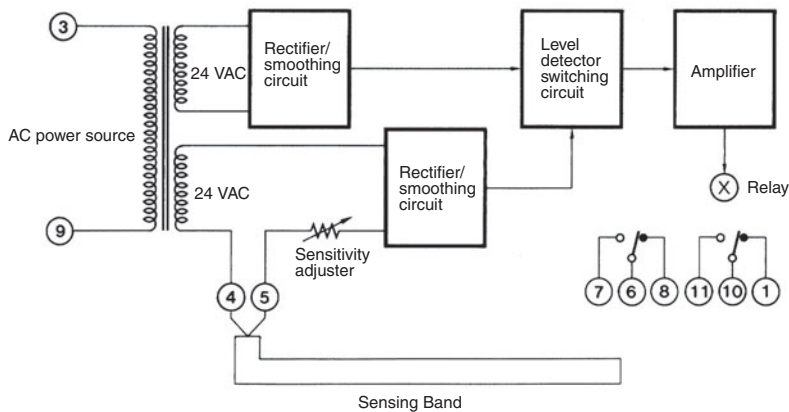 3
AC power source
9
24 VAC
24 VAC
Rectifier/
smoothing
circuit
Rectifier/
smoothing
circuit
Level
detector
switching
circuit
Amplifier
X
Relay
Sensitivity
adjuster
4
5
7
6
8
11
10
1
Sensing Band